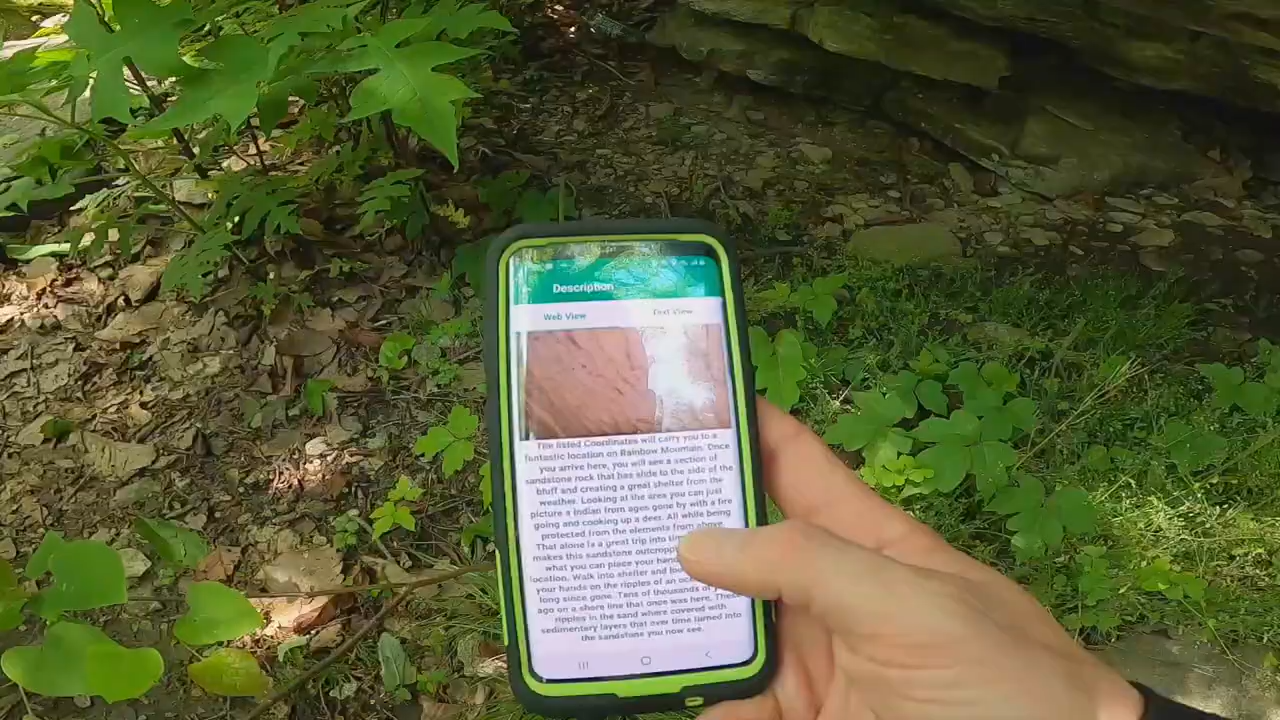 Description
Web View
Text View
The listed Coordinates will carry you to a
fantastic location on Rainbow Mountain. Once
you arrive here, you will see a section of
sandstone rock that has slide to the side of the
bluff and creating a great shelter from the
weather. Looking at the area you can just
picture a Indian from ages gone by with a fire
going and cooking up a deer. All while being
protected from the elements from above.
That alone is a great trip into
makes this sandstone
what you can place your
location. Walk into shelter and
your hands on the ripples of an
long since gone. Tens of thousands of
ago on a shore line that once was here. These
ripples in the sand where covered with
sedimentary layers that over time turned into
the sandstone you now see.